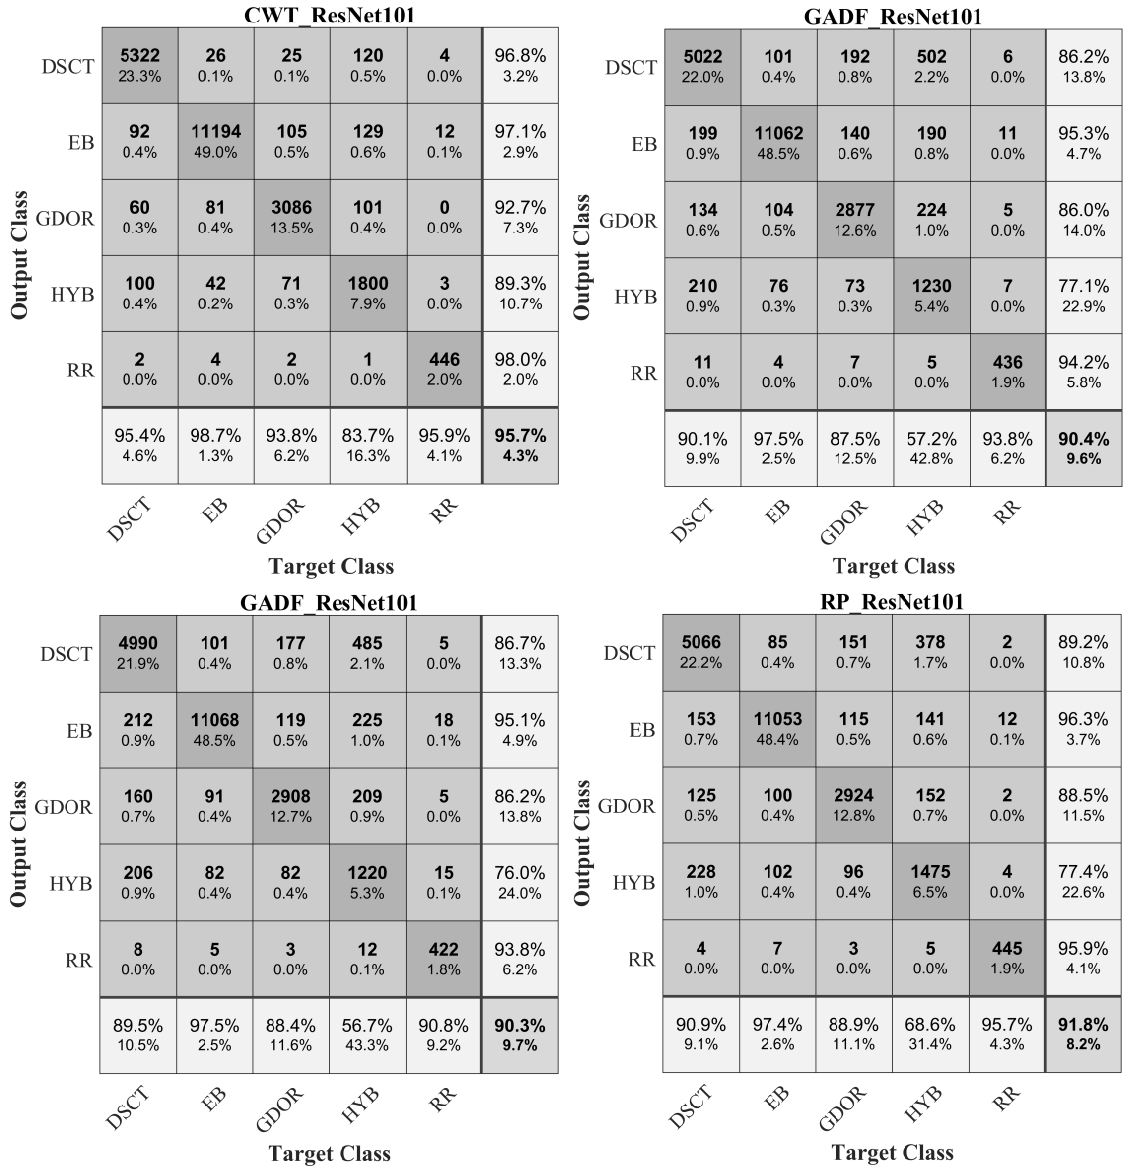 CWT_ResNet101
DSCT 5322 26 25 120 4 96.8%
23.3% 0.1% 0.1% 0.5% 0.0% 3.2%
EB 92 11194 105 129 12 97.1%
0.4% 49.0% 0.5% 0.6% 0.1% 2.9%
GDOR 60 81 3086 101 0 92.7%
0.3% 0.4% 13.5% 0.4% 0.0% 7.3%
HYB 100 42 71 1800 3 89.3%
0.4% 0.2% 0.3% 7.9% 0.0% 10.7%
RR 2 4 2 1 446 98.0%
0.0% 0.0% 0.0% 0.0% 2.0% 2.0%
95.4% 98.7% 93.8% 83.7% 95.9% 95.7%
4.6% 1.3% 6.2% 16.3% 4.1% 4.3%
DSCT EB GDOR HYB RR
Output Class
Target Class
GADF_ResNet101
DSCT 5022 101 192 502 6 86.2%
22.0% 0.4% 0.8% 2.2% 0.0% 13.8%
EB 199 11062 140 190 11 95.3%
0.9% 48.5% 0.6% 0.8% 0.0% 4.7%
GDOR 134 104 2877 224 5 86.0%
0.6% 0.5% 12.6% 1.0% 0.0% 14.0%
HYB 210 76 73 1230 7 77.1%
0.9% 0.3% 0.3% 5.4% 0.0% 22.9%
RR 11 4 7 5 436 94.2%
0.0% 0.0% 0.0% 0.0% 1.9% 5.8%
90.1% 97.5% 87.5% 57.2% 93.8% 90.4%
9.9% 2.5% 12.5% 42.8% 6.2% 9.6%
DSCT EB GDOR HYB RR
Output Class
Target Class
GADF_ResNet101
DSCT 4990 101 177 485 5 86.7%
21.9% 0.4% 0.8% 2.1% 0.0% 13.3%
EB 212 11068 119 225 18 95.1%
0.9% 48.5% 0.5% 1.0% 0.1% 4.9%
GDOR 160 91 2908 209 5 86.2%
0.7% 0.4% 12.7% 0.9% 0.0% 13.8%
HYB 206 82 82 1220 15 76.0%
0.9% 0.4% 0.4% 5.3% 0.1% 24.0%
RR 8 5 3 12 422 93.8%
0.0% 0.0% 0.0% 0.1% 1.8% 6.2%
89.5% 97.5% 88.4% 56.7% 90.8% 90.3%
10.5% 2.5% 11.6% 43.3% 9.2% 9.7%
DSCT EB GDOR HYB RR
Output Class
Target Class
RP_ResNet101
DSCT 5066 85 151 378 2 89.2%
22.2% 0.4% 0.7% 1.7% 0.0% 10.8%
EB 153 11053 115 141 12 96.3%
0.7% 48.4% 0.5% 0.6% 0.1% 3.7%
GDOR 125 100 2924 152 2 88.5%
0.5% 0.4% 12.8% 0.7% 0.0% 11.5%
HYB 228 102 96 1475 4 77.4%
1.0% 0.4% 0.4% 6.5% 0.0% 22.6%
RR 4 7 3 5 445 95.9%
0.0% 0.0% 0.0% 0.0% 1.9% 4.1%
90.9% 97.4% 88.9% 68.6% 95.7% 91.8%
9.1% 2.6% 11.1% 31.4% 4.3% 8.2%
DSCT EB GDOR HYB RR
Output Class
Target Class